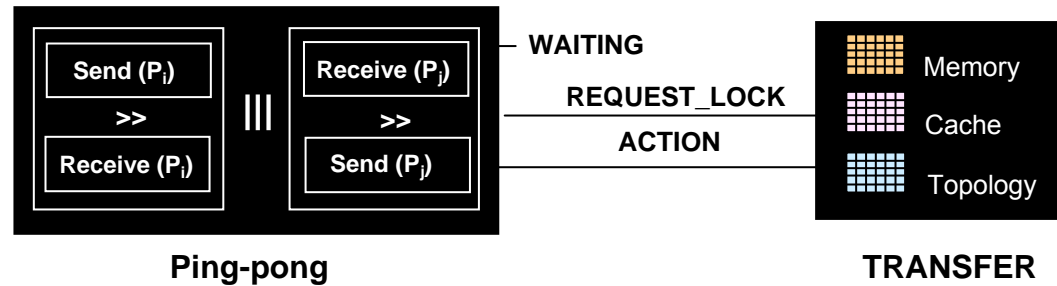 Send (Pi)
>>
Receive (Pi)
|||
Receive (Pj)
>>
Send (Pj)
WAITING
REQUEST_LOCK
ACTION
Memory
Cache
Topology
Ping-pong
TRANSFER